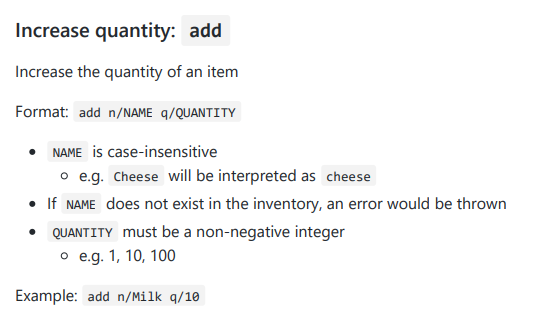 Increase quantity: add
Increase the quantity of an item
Format: add n/NAME q/QUANTITY
• NAME is case-insensitive
◦ e.g. Cheese will be interpreted as cheese
• If NAME does not exist in the inventory, an error would be thrown
• QUANTITY must be a non-negative integer
◦ e.g. 1, 10, 100
Example: add n/Milk q/10